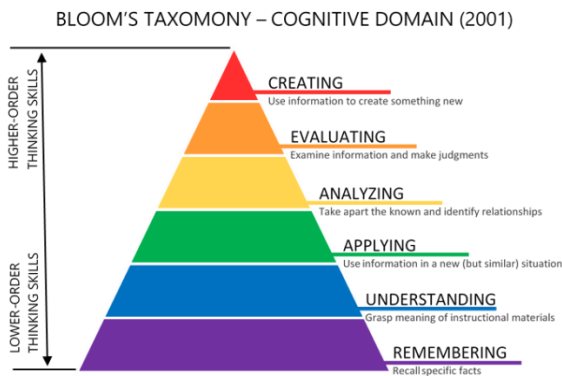 BLOOM'S TAXOMONY – COGNITIVE DOMAIN (2001)
HIGHER-ORDER
THINKING SKILLS
CREATING
Use information to create something new
EVALUATING
Examine information and make judgments
ANALYZING
Take apart the known and identify relationships
APPLYING
Use information in a new (but similar) situation
LOWER-ORDER
THINKING SKILLS
UNDERSTANDING
Grasp meaning of instructional materials
REMEMBERING
Recall specific facts